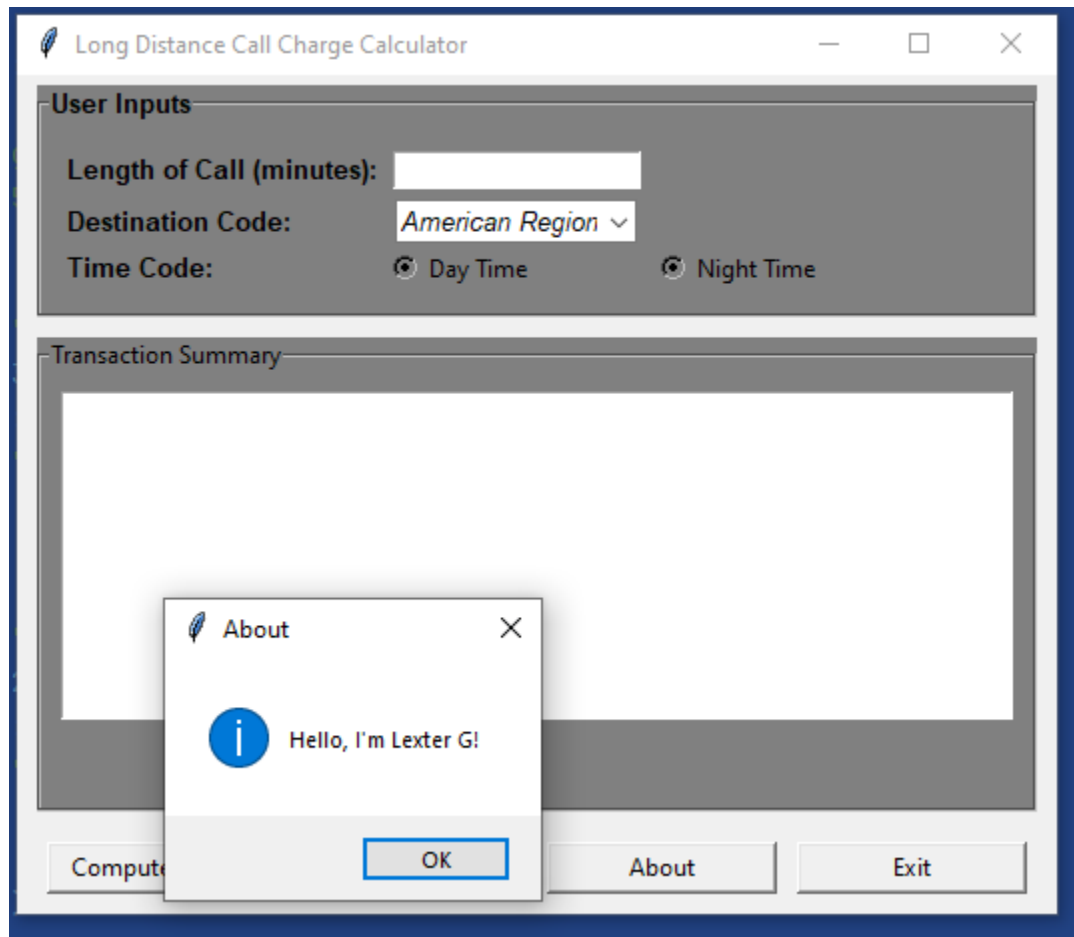 Long Distance Call Charge Calculator
User Inputs
Length of Call (minutes):
Destination Code: American Region
Time Code: Day Time Night Time
Transaction Summary
About
Hello, I'm Lexter G!
OK
Compute About Exit